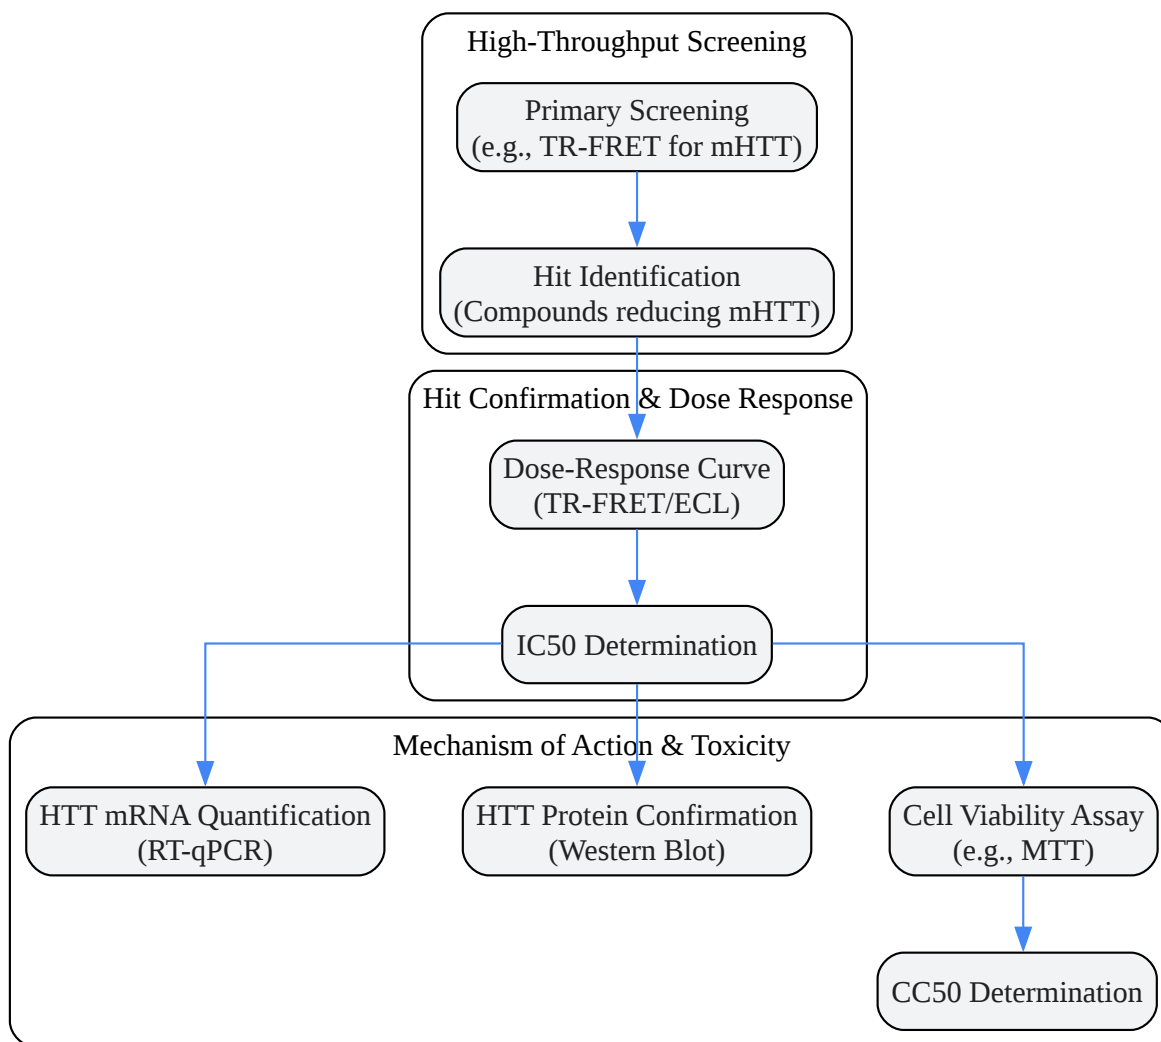 High-Throughput Screening
Primary Screening
(e.g., TR-FRET for mHTT)
Hit Identification
(Compounds reducing mHTT)
Hit Confirmation & Dose Response
Dose-Response Curve
(TR-FRET/ECL)
IC50 Determination
Mechanism of Action & Toxicity
HTT mRNA Quantification
(RT-qPCR)
HTT Protein Confirmation
(Western Blot)
Cell Viability Assay
(e.g., MTT)
CC50 Determination